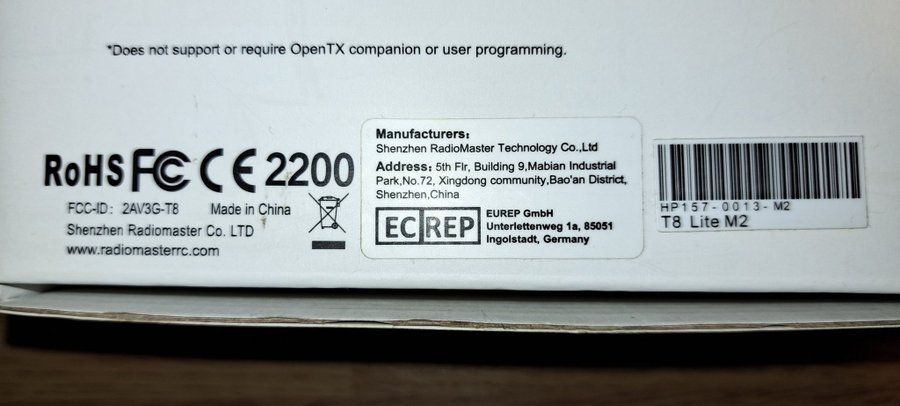 *Does not support or require OpenTX companion or user programming.
RoHS FC CE 2200
FCC-ID: 2AV3G-T8 Made in China
Shenzhen Radiomaster Co. LTD
www.radiomasterrc.com
Manufacturers:
Shenzhen RadioMaster Technology Co.,Ltd
Address: 5th Flr, Building 9,Mabian Industrial
Park,No.72, Xingdong community,Bao'an District,
Shenzhen,China
EC REP
EUREP GmbH
Unterlettenweg 1a, 85051
Ingolstadt, Germany
HP157-0013-M2
T8 Lite M2